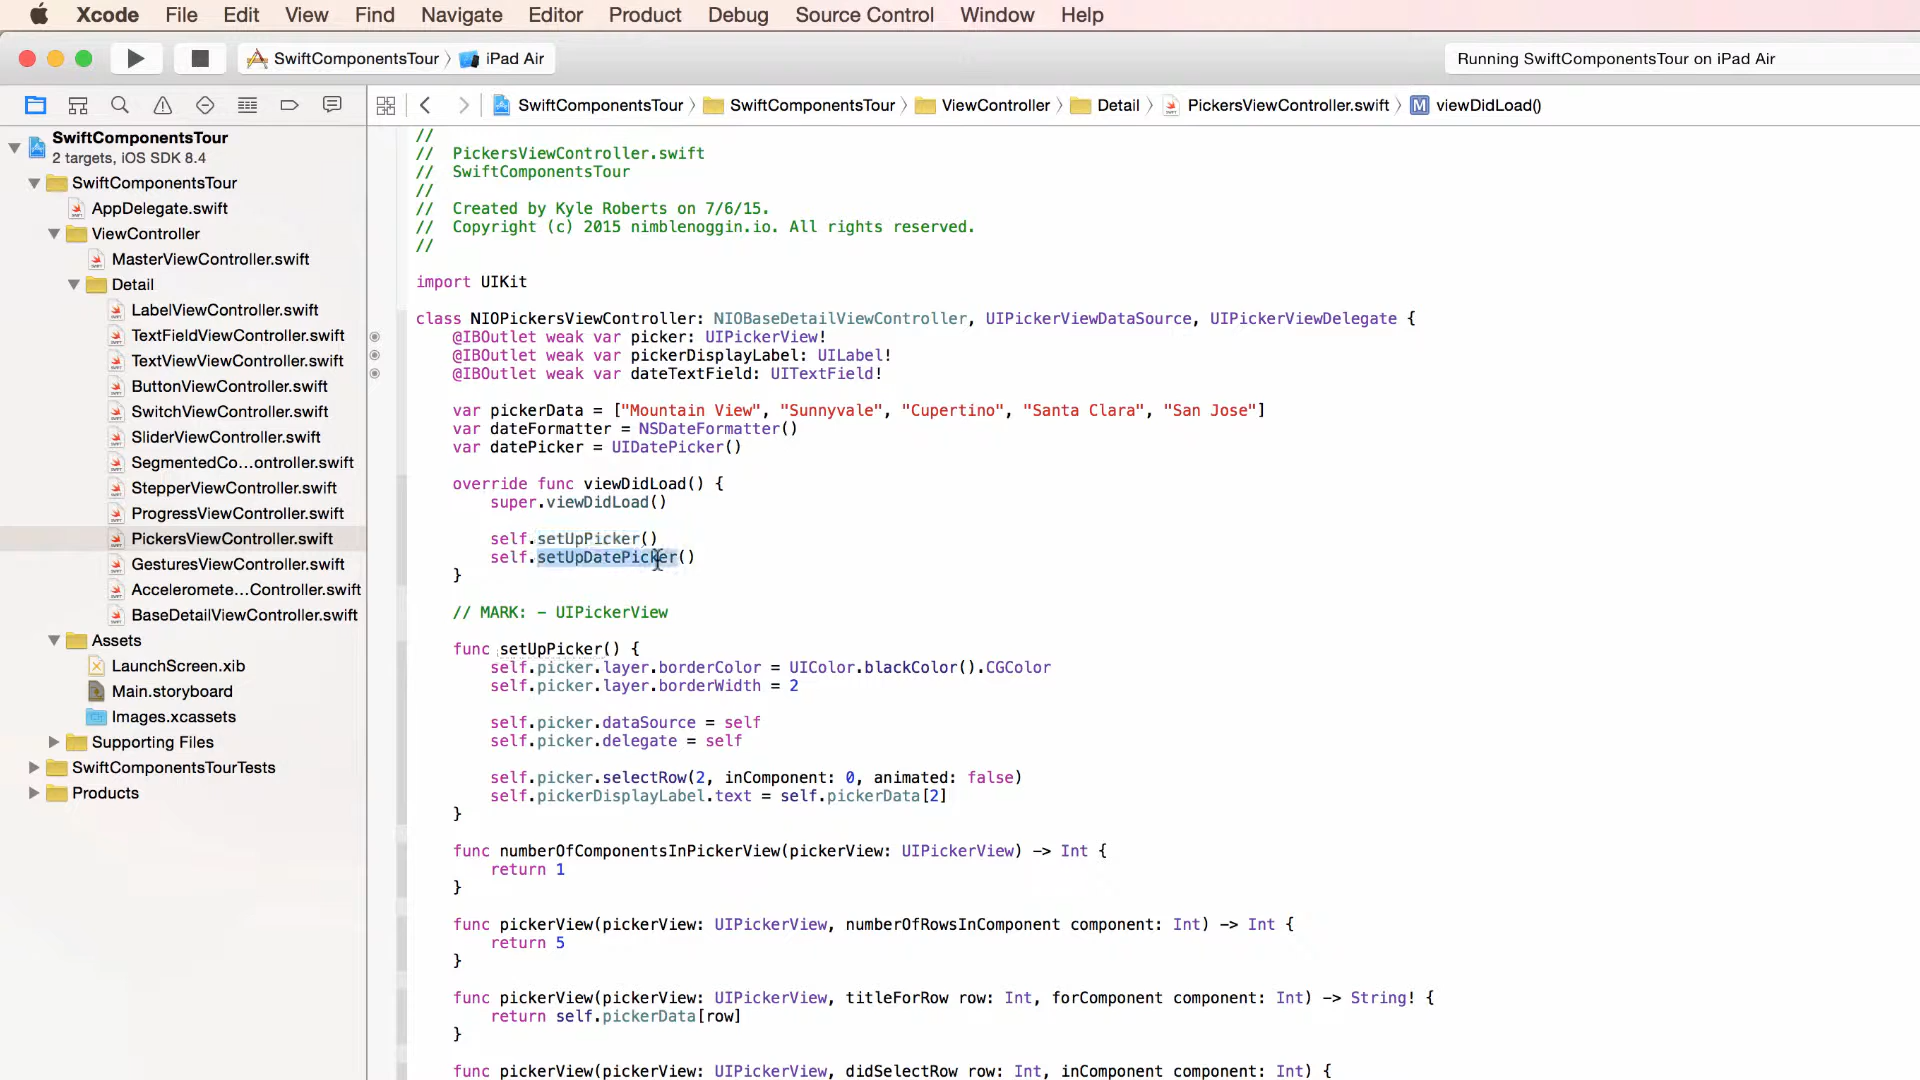 Xcode File Edit View Find Navigate Editor Product Debug Source Control Window Help
SwiftComponentsTour iPad Air
Running SwiftComponentsTour on iPad Air
SwiftComponentsTour SwiftComponentsTour ViewController Detail PickersViewController.swift M viewDidLoad()
SwiftComponentsTour
2 targets, iOS SDK 8.4
SwiftComponentsTour
AppDelegate.swift
ViewController
MasterViewController.swift
Detail
LabelViewController.swift
TextFieldViewController.swift
TextViewViewController.swift
ButtonViewController.swift
SwitchViewController.swift
SliderViewController.swift
SegmentedCo...ontroller.swift
StepperViewController.swift
ProgressViewController.swift
PickersViewController.swift
GesturesViewController.swift
Acceleromete...Controller.swift
BaseDetailViewController.swift
Assets
LaunchScreen.xib
Main.storyboard
Images.xcassets
Supporting Files
SwiftComponentsTourTests
Products
//
// PickersViewController.swift
// SwiftComponentsTour
//
// Created by Kyle Roberts on 7/6/15.
// Copyright (c) 2015 nimblenoggin.io. All rights reserved.
//
import UIKit
class NIOPickersViewController: NIOBaseDetailViewController, UIPickerViewDataSource, UIPickerViewDelegate {
@IBOutlet weak var picker: UIPickerView!
@IBOutlet weak var pickerDisplayLabel: UILabel!
@IBOutlet weak var dateTextField: UITextField!
var pickerData = ["Mountain View", "Sunnyvale", "Cupertino", "Santa Clara", "San Jose"]
var dateFormatter = NSDateFormatter()
var datePicker = UIDatePicker()
override func viewDidLoad() {
super.viewDidLoad()
self.setUpPicker()
self.setUpDatePicker()
}
// MARK: - UIPickerView
func setUpPicker() {
self.picker.layer.borderColor = UIColor.blackColor().CGColor
self.picker.layer.borderWidth = 2
self.picker.dataSource = self
self.picker.delegate = self
self.picker.selectRow(2, inComponent: 0, animated: false)
self.pickerDisplayLabel.text = self.pickerData[2]
}
func numberOfComponentsInPickerView(pickerView: UIPickerView) -> Int {
return 1
}
func pickerView(pickerView: UIPickerView, numberOfRowsInComponent component: Int) -> Int {
return 5
}
func pickerView(pickerView: UIPickerView, titleForRow row: Int, forComponent component: Int) -> String! {
return self.pickerData[row]
}
func pickerView(pickerView: UIPickerView, didSelectRow row: Int, inComponent component: Int) {